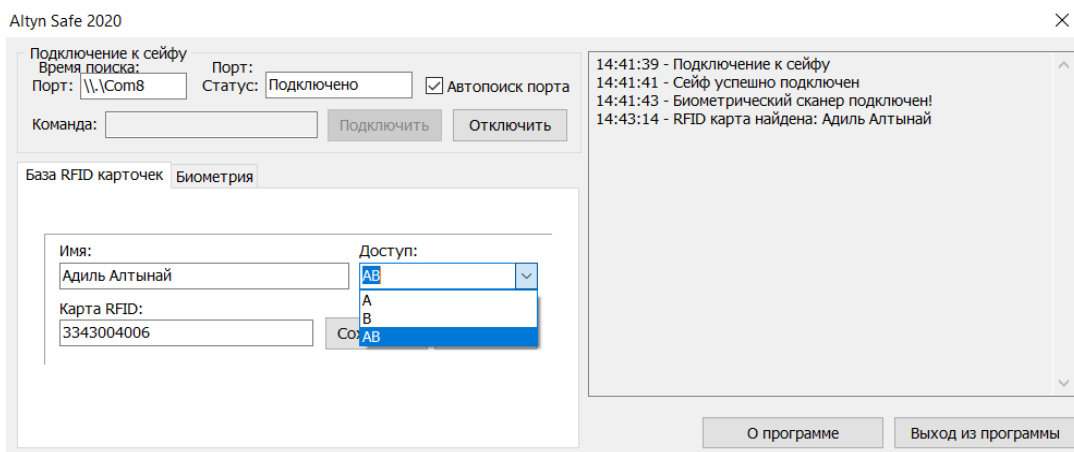 Altyn Safe 2020
Подключение к сейфу
Время поиска: Порт:
Порт: \\.\Com8 Статус: Подключено Автопоиск порта
Команда: Подключить Отключить
База RFID карточек Биометрия
Имя: Доступ:
Адиль Алтынай AB
A
B
AB
Карта RFID:
3343004006
14:41:39 - Подключение к сейфу
14:41:41 - Сейф успешно подключен
14:41:43 - Биометрический сканер подключен!
14:43:14 - RFID карта найдена: Адиль Алтынай
О программе Выход из программы